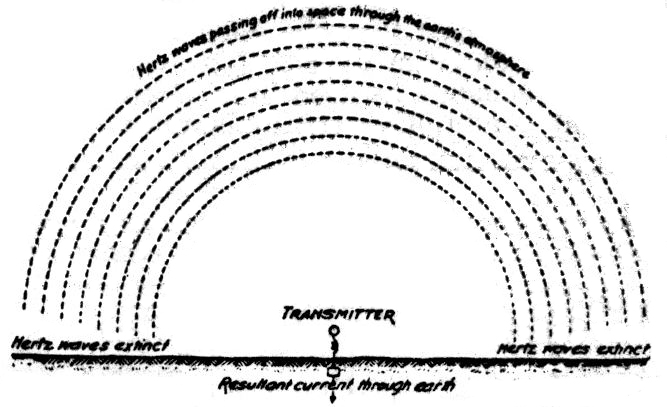 Hertz waves passing off into space through the earth's atmosphere
TRANSMITTER
Hertz waves extinct
Hertz waves extinct
Resultant current through earth